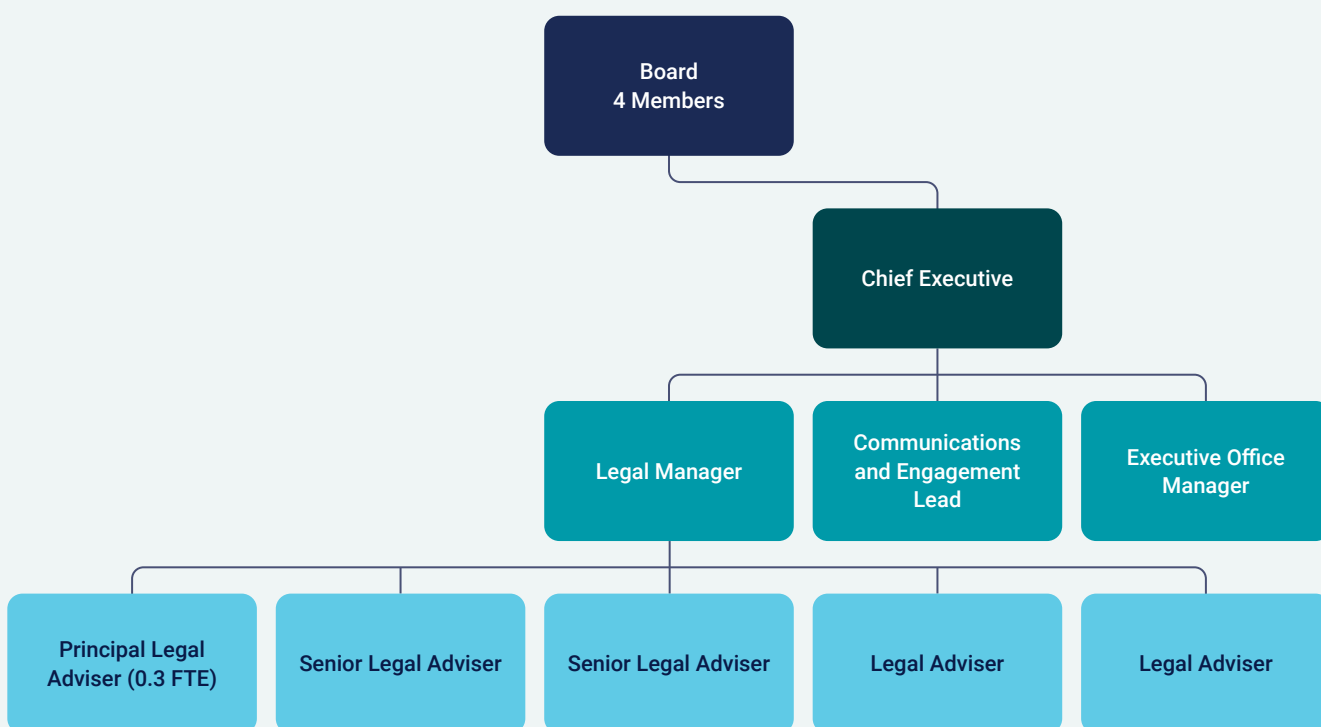 Board
4 Members
Chief Executive
Legal Manager
Communications
and Engagement
Lead
Executive Office
Manager
Principal Legal
Adviser (0.3 FTE)
Senior Legal Adviser
Senior Legal Adviser
Legal Adviser
Legal Adviser